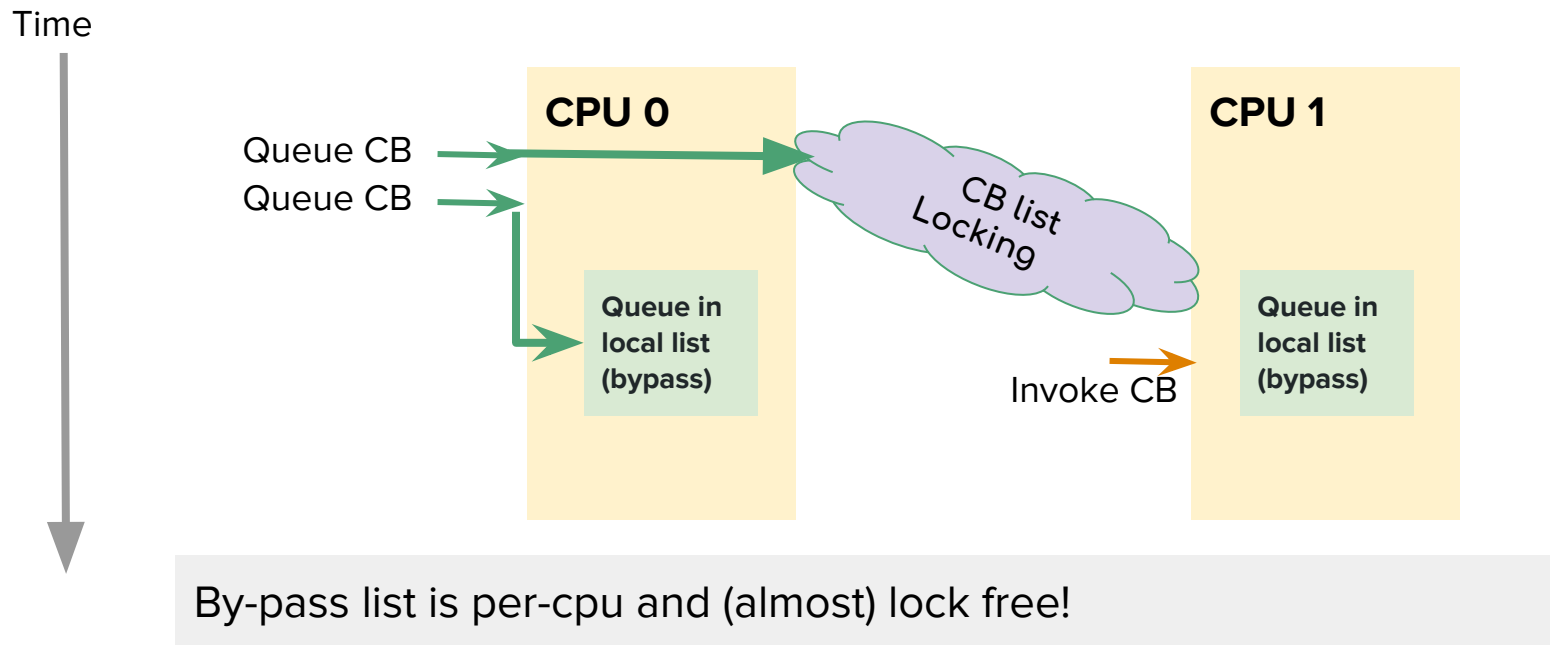 Time
CPU 0
CPU 1
Queue CB
Queue CB
CB list
Locking
Queue in
local list
(bypass)
Queue in
local list
(bypass)
Invoke CB
By-pass list is per-cpu and (almost) lock free!